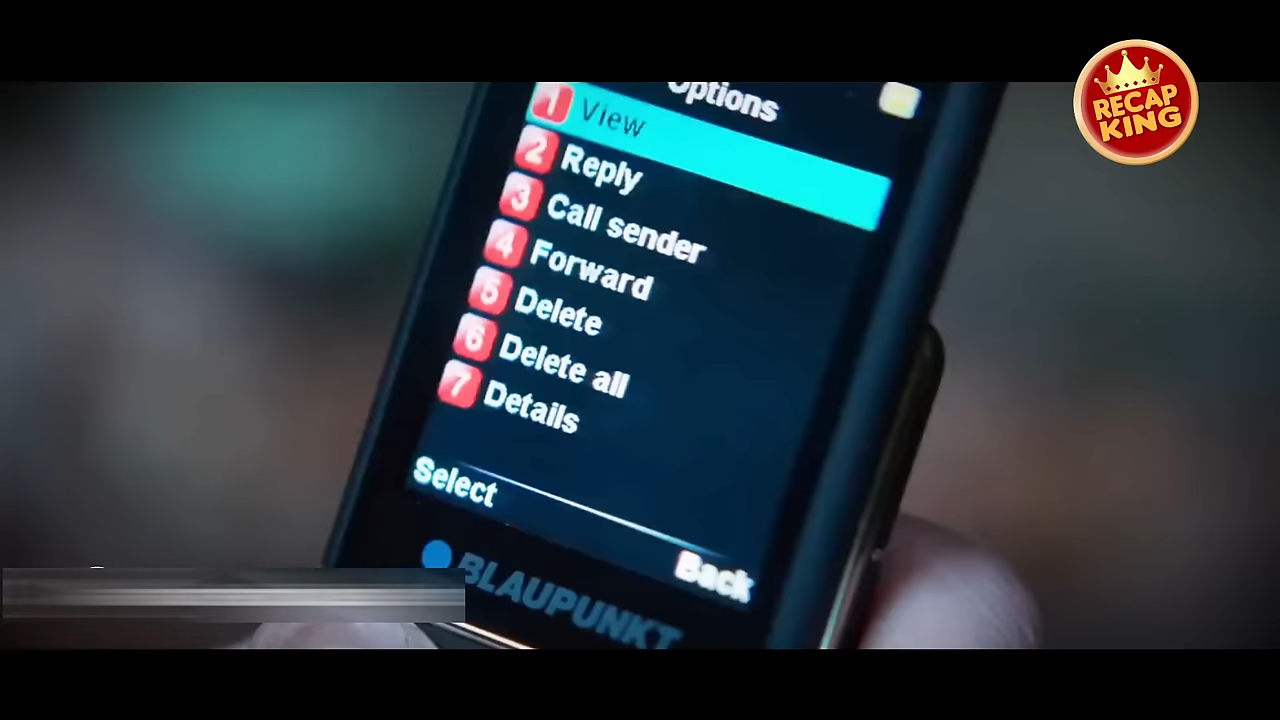 Options
1 View
2 Reply
3 Call sender
4 Forward
5 Delete
6 Delete all
7 Details
Select
Back
BLAUPUNKT
RECAP
KING